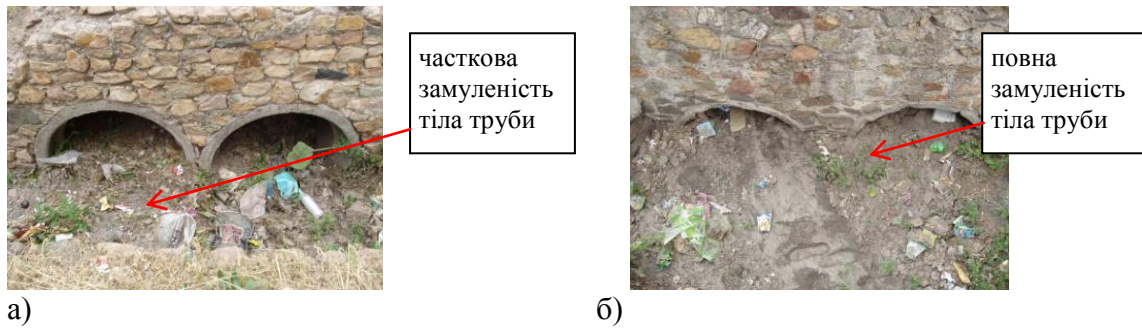 часткова
замуленість
тіла труби
повна
замуленість
тіла труби
а)
б)